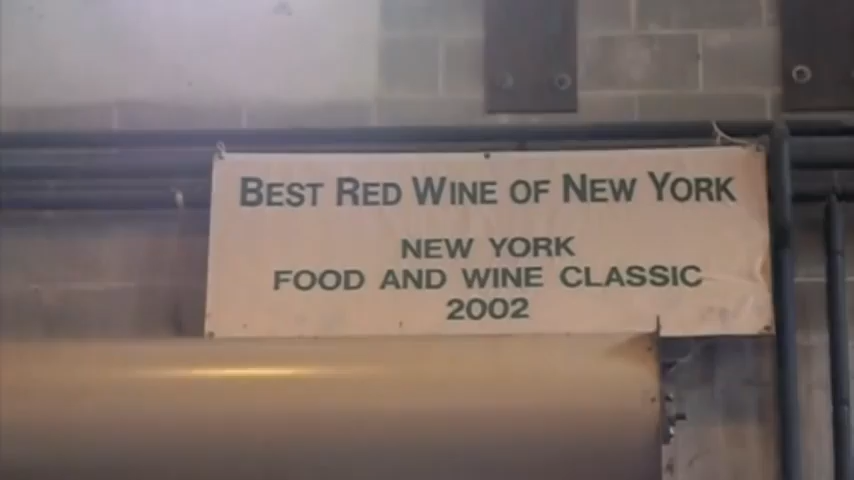 BEST RED WINE OF NEW YORK
NEW YORK
FOOD AND WINE CLASSIC
2002